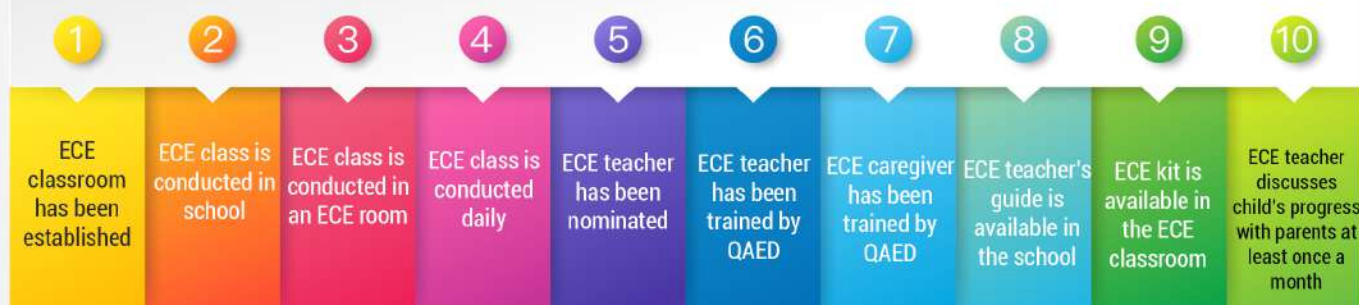 1
ECE
classroom
has been
established
2
ECE class is
conducted in
school
3
ECE class is
conducted in
an ECE room
4
ECE class is
conducted
daily
5
ECE teacher
has been
nominated
6
ECE teacher
has been
trained by
QAED
7
ECE caregiver
has been
trained by
QAED
8
ECE teacher's
guide is
available in
the school
9
ECE kit is
available in
the ECE
classroom
10
ECE teacher
discusses
child's progress
with parents at
least once a
month